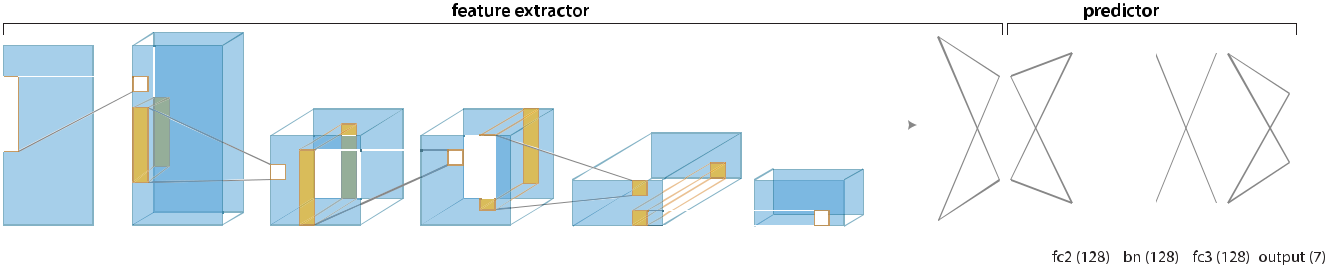 feature extractor
predictor
fc2 (128) bn (128) fc3 (128) output (7)